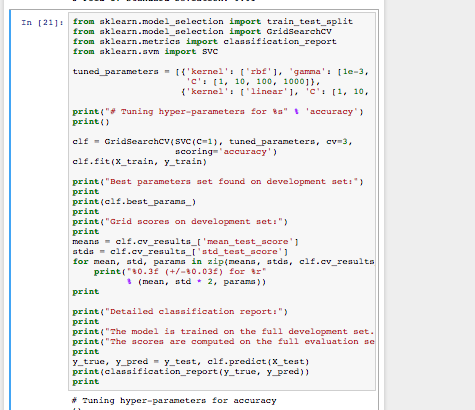 In [21]: from sklearn.model_selection import train_test_split
from sklearn.model_selection import GridSearchCV
from sklearn.metrics import classification_report
from sklearn.svm import SVC
tuned_parameters = [{'kernel': ['rbf'], 'gamma': [1e-3,
'C': [1, 10, 100, 1000]},
{'kernel': ['linear'], 'C': [1, 10,
print("# Tuning hyper-parameters for %s" % 'accuracy')
print()
clf = GridSearchCV(SVC(C=1), tuned_parameters, cv=3,
scoring='accuracy')
clf.fit(X_train, y_train)
print("Best parameters set found on development set:")
print
print(clf.best_params_)
print
print("Grid scores on development set:")
print
means = clf.cv_results_['mean_test_score']
stds = clf.cv_results_['std_test_score']
for mean, std, params in zip(means, stds, clf.cv_results
print("%0.3f (+/-%0.03f) for %r"
% (mean, std * 2, params))
print
print("Detailed classification report:")
print
print("The model is trained on the full development set.
print("The scores are computed on the full evaluation se
print
y_true, y_pred = y_test, clf.predict(X_test)
print(classification_report(y_true, y_pred))
print
# Tuning hyper-parameters for accuracy